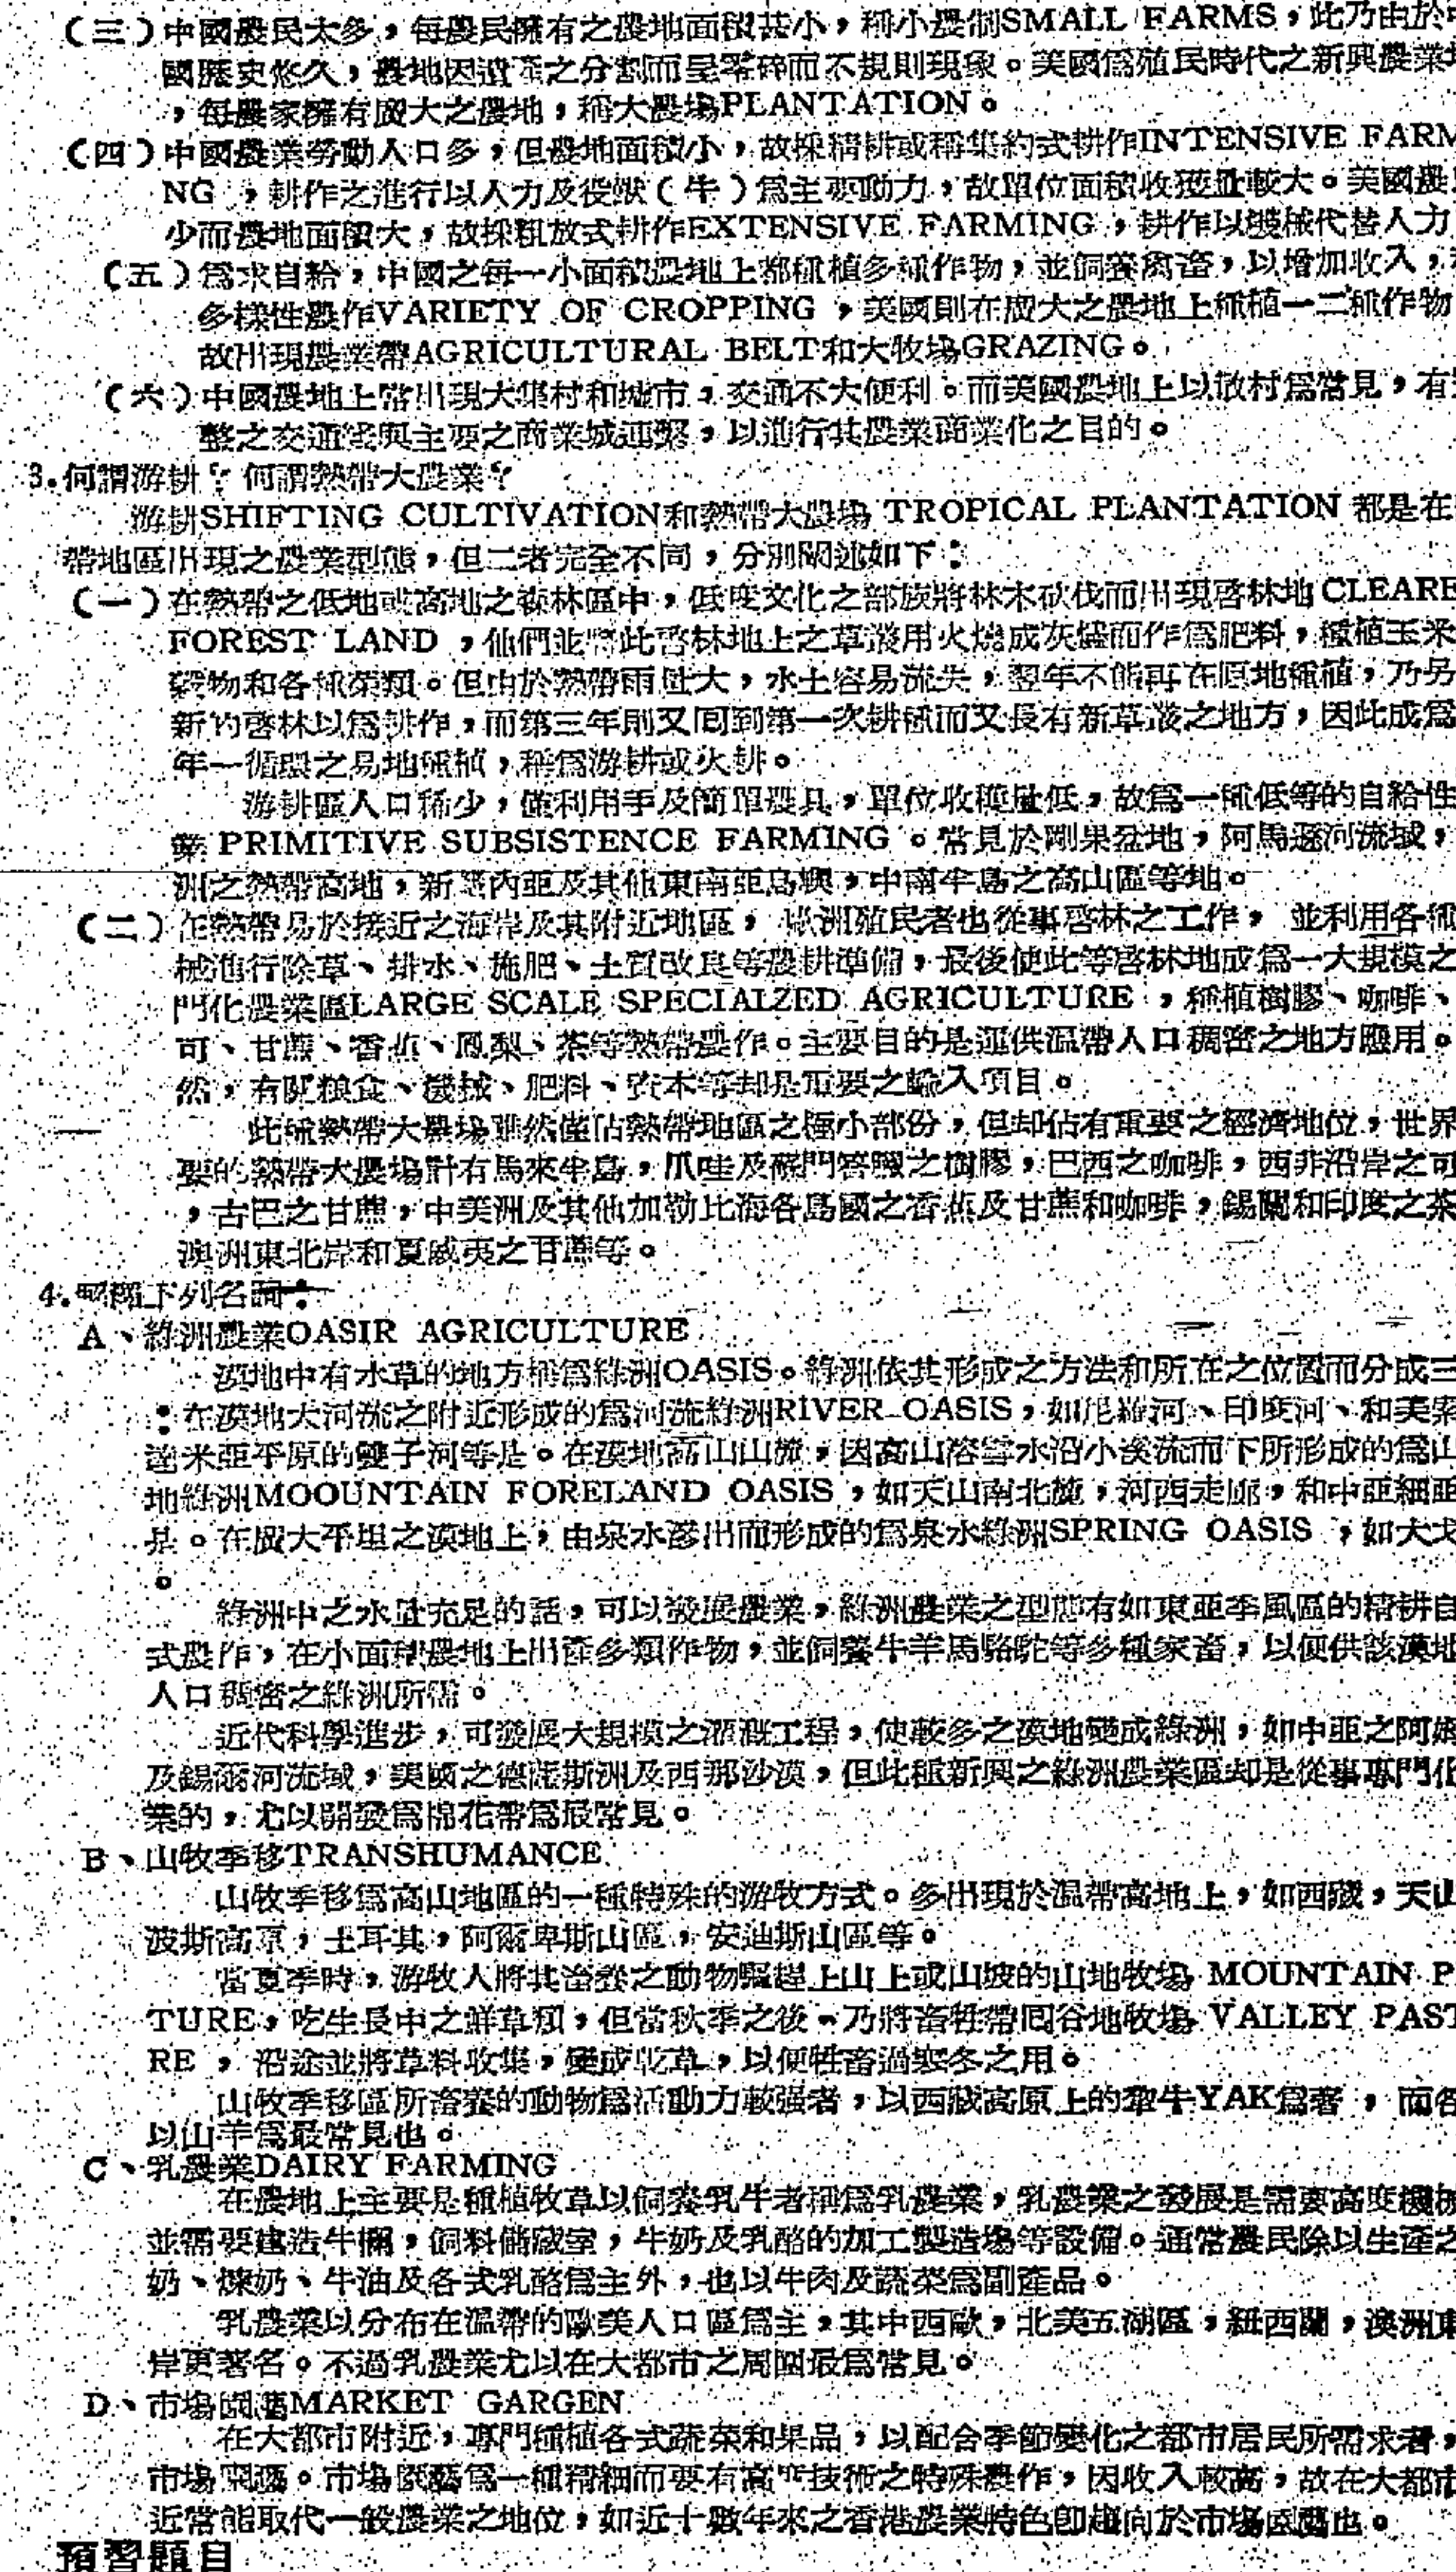 (三)中國農民太多,每農民擁有之農地面積甚小,稱小農制SMALL FARMS,此乃由於
國歷史悠久,農地因遺產之分割而呈零碎而不規則現象。美國為殖民時代之新興農業
,每農家擁有廣大之農地,稱大農場PLANTATION。
(四)中國農業勞動人口多,但農地面積小,故採精耕或稱集約式耕作INTENSIVE FARM
NG,耕作之進行以人力及役獸(牛)為主要動力,故單位面積收獲量較大。美國農
少而農地面積大,故採粗放式耕作EXTENSIVE FARMING,耕作以機械代替人力
(五)為求自給,中國之每一小面積農地上都種植多種作物,並飼養禽畜,以增加收入,
多樣性農作VARIETY OF CROPPING,美國則在廣大之農地上種植一二種作物
故出現農業帶AGRICULTURAL BELT和大牧場GRAZING。
(六)中國農地上常出現大集村和城市,交通不大便利。而美國農地上以散村為常見,有
整之交通線與主要之商業城連繫,以進行其農業商業化之目的。
3.何謂游耕?何謂熱帶大農業?
游耕SHIFTING CULTIVATION和熱帶大農場 TROPICAL PLANTATION 都是在
帶地區出現之農業型態,但二者完全不同,分別闡述如下:
(一)在熱帶之低地或高地之森林區中,低度文化之部族將林木砍伐而出現啓林地CLEARE
FOREST LAND,他們並將此啓林地上之草叢用火燒成灰燼而作為肥料,種植玉米
穀物和各種菜類。但由於熱帶雨量大,水土容易流失,翌年不能再在原地種植,乃另
新的啓林以為耕作,而第三年則又囘到第一次耕種而又長有新草叢之地方,因此成為
年一循環之易地種植,稱為游耕或火耕。
游耕區人口稀少,僅利用手及簡單農具,單位收穫量低,故為一種低等的自給性
業 PRIMITIVE SUBSISTENCE FARMING。常見於剛果盆地,阿馬遜河流域,
洲之熱帶高地,新畿內亞及其他東南亞島嶼,中南半島之高山區等地。
(二)在熱帶易於接近之海岸及其附近地區,歐洲殖民者也從事啓林之工作,並利用各種
械進行除草、排水、施肥、土質改良等農耕準備,最後使此等啓林地成為一大規模之
門化農業區LARGE SCALE SPECIALZED AGRICULTURE,種植樹膠、咖啡、
可、甘蔗、香蕉、鳳梨、茶等熱帶農作。主要目的是運供溫帶人口稠密之地方應用。
然,有關粮食、機械、肥料、資本等却是重要之輸入項目。
此種熱帶大農場雖然僅佔熱帶地區之極小部份,但却佔有重要之經濟地位,世界
要的熱帶大農場計有馬來半島,爪哇及蘇門答臘之樹膠,巴西之咖啡,西非沿岸之可
,古巴之甘蔗,中美洲及其他加勒比海各島國之香蕉及甘蔗和咖啡,錫蘭和印度之茶
澳洲東北岸和夏威夷之甘蔗等。
4.畧釋下列名詞:
A、綠洲農業OASIR AGRICULTURE
漠地中有水草的地方稱為綠洲OASIS。綠洲依其形成之方法和所在之位置而分成三
:在漠地大河流之附近形成的為河流綠洲RIVER OASIS,如尼羅河、印度河、和美索
達米亞平原的雙子河等是。在漠地高山山麓,因高山溶雪水沿小溪流而下所形成的為山
地綠洲MOOUNTAIN FORELAND OASIS,如天山南北麓,河西走廊,和中亞細亞
是。在廣大平坦之漠地上,由泉水滲出而形成的為泉水綠洲SPRING OASIS,如大戈
。
綠洲中之水量充足的話,可以發展農業,綠洲農業之型態有如東亞季風區的精耕自
式農作,在小面積農地上出產多類作物,並飼養牛羊馬駱駝等多種家畜,以便供該漠地
人口稠密之綠洲所需。
近代科學進步,可發展大規模之灌溉工程,使較多之漠地變成綠洲,如中亞之阿姆
及錫爾河流域,美國之德薩斯洲及西那沙漠,但此種新興之綠洲農業區却是從事專門化
業的,尤以開發為棉花帶為最常見。
B、山牧季移TRANSHUMANCE
山牧季移為高山地區的一種特殊的游牧方式。多出現於溫帶高地上,如西藏,天山
波斯高原,土耳其,阿爾卑斯山區,安迪斯山區等。
當夏季時,游牧人將其畜養之動物驅趕上山上或山坡的山地牧場 MOUNTAIN P
TURE,吃生長中之鮮草類,但當秋季之後,乃將畜牲帶囘谷地牧場 VALLEY PAST
RE,沿途並將草料收集,變成乾草,以便牲畜過寒冬之用。
山牧季移區所畜養的動物為活動力較強者,以西藏高原上的犛牛YAK為著,而各
以山羊為最常見也。
C、乳農業DAIRY FARMING
在農地上主要是種植牧草以飼養乳牛者稱為乳農業,乳農業之發展是需要高度機械
並需要建造牛欄,飼料儲藏室,牛奶及乳酪的加工製造場等設備。通常農民除以生產之
奶、煉奶、牛油及各式乳酪為主外,也以牛肉及蔬菜為副產品。
乳農業以分布在溫帶的歐美人口區為主,其中西歐,北美五湖區,紐西蘭,澳洲東
岸更著名。不過乳農業尤以在大都市之周圍最為常見。
D、市場園藝MARKET GARGEN
在大都市附近,專門種植各式蔬菜和果品,以配合季節變化之都市居民所需求者,
市場園藝。市場園藝為一種精細而要有高等技術之特殊農作,因收入較高,故在大都市
近常能取代一般農業之地位,如近十數年來之香港農業特色卽趨向於市場園藝也。
預習題目